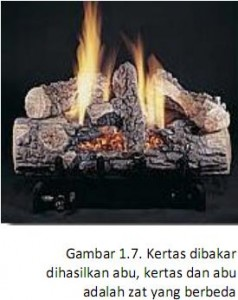 Gambar 1.7. Kertas dibakar
dihasilkan abu, kertas dan abu
adalah zat yang berbeda